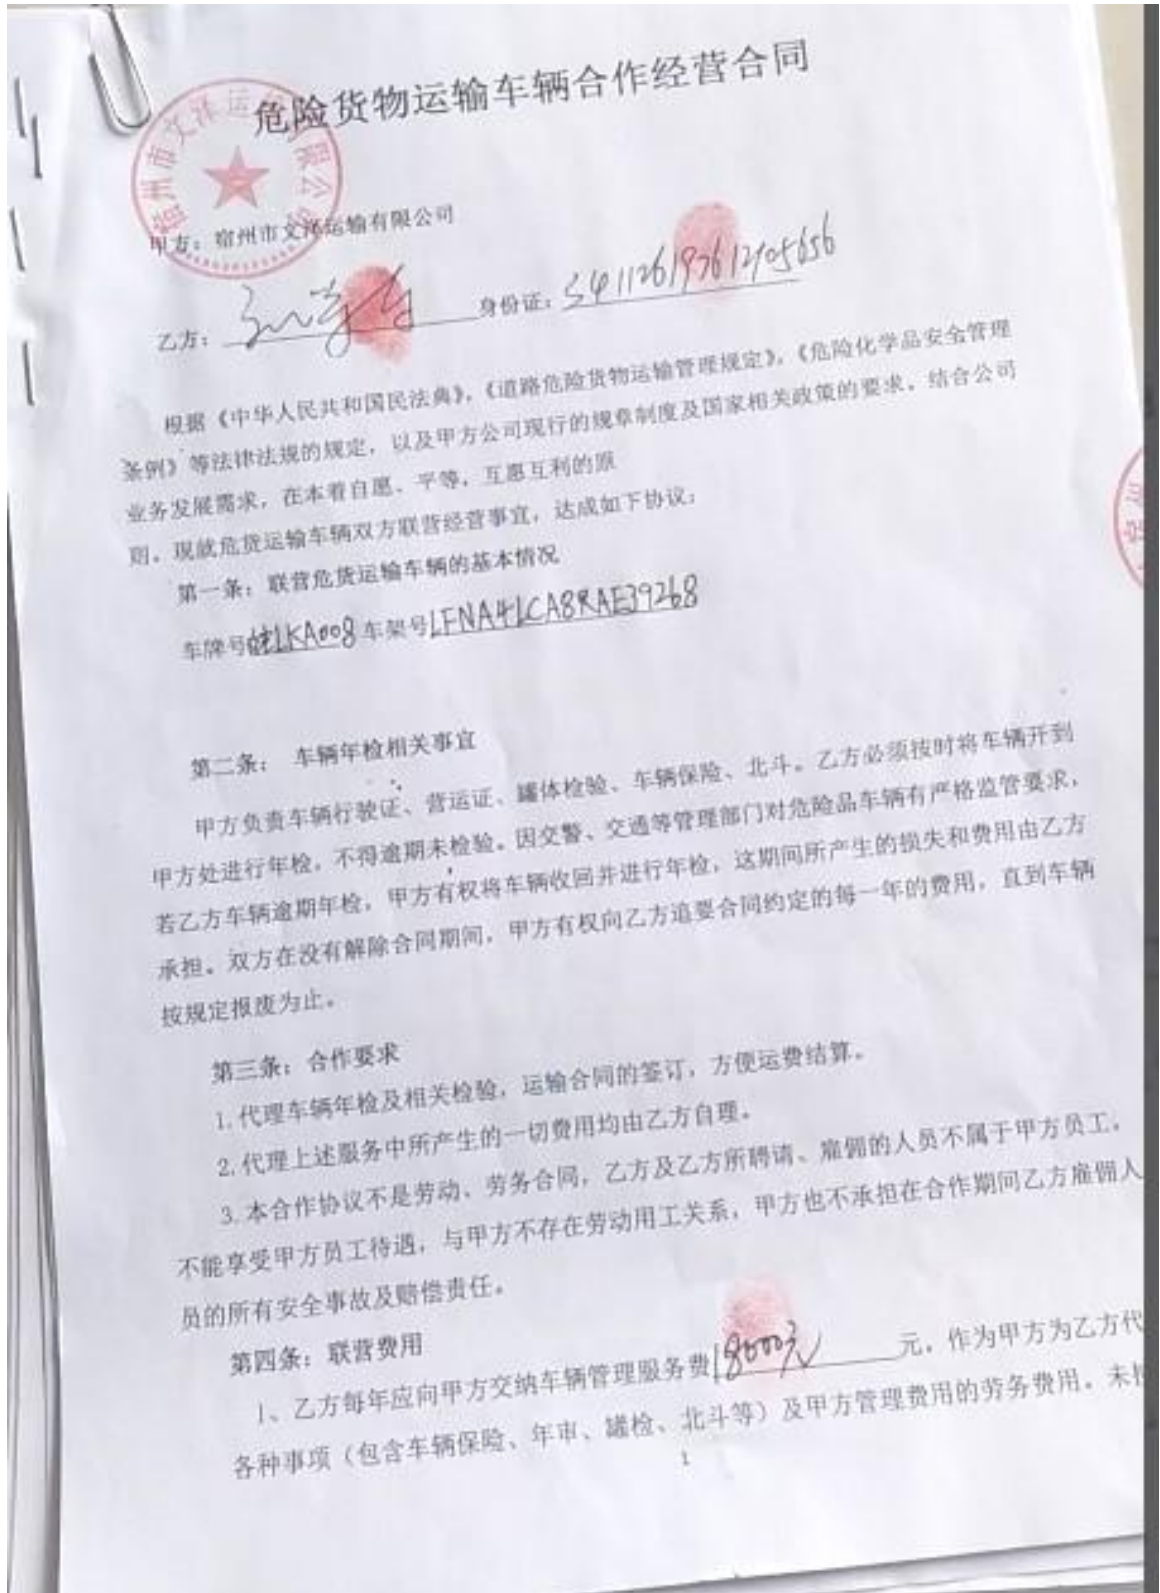 危险货物运输车辆合作经营合同
宿州市文洋运输有限公司
甲方：宿州市文洋运输有限公司
乙方： 身份证：341126197612105656
根据《中华人民共和国民法典》，《道路危险货物运输管理规定》，《危险化学品安全管理
条例》等法律法规的规定，以及甲方公司现行的规章制度及国家相关政策的要求。结合公司
业务发展需求，在本着自愿、平等，互愿互利的原
则。现就危货运输车辆双方联营经营事宜，达成如下协议：
第一条：联营危货运输车辆的基本情况
车牌号皖LKA008车架号LFNA4LCA8RAE39268
第二条： 车辆年检相关事宜
甲方负责车辆行驶证、营运证、罐体检验、车辆保险、北斗。乙方必须按时将车辆开到
甲方处进行年检，不得逾期未检验。因交警、交通等管理部门对危险品车辆有严格监管要求，
若乙方车辆逾期年检，甲方有权将车辆收回并进行年检，这期间所产生的损失和费用由乙方
承担。双方在没有解除合同期间，甲方有权向乙方追要合同约定的每一年的费用，直到车辆
按规定报废为止。
第三条：合作要求
1.代理车辆年检及相关检验，运输合同的签订，方便运费结算。
2.代理上述服务中所产生的一切费用均由乙方自理。
3.本合作协议不是劳动、劳务合同，乙方及乙方所聘请、雇佣的人员不属于甲方员工，
不能享受甲方员工待遇，与甲方不存在劳动用工关系，甲方也不承担在合作期间乙方雇佣人
员的所有安全事故及赔偿责任。
第四条：联营费用
1、乙方每年应向甲方交纳车辆管理服务费18000元 元，作为甲方为乙方代
各种事项（包含车辆保险、年审、罐检、北斗等）及甲方管理费用的劳务费用。未
1